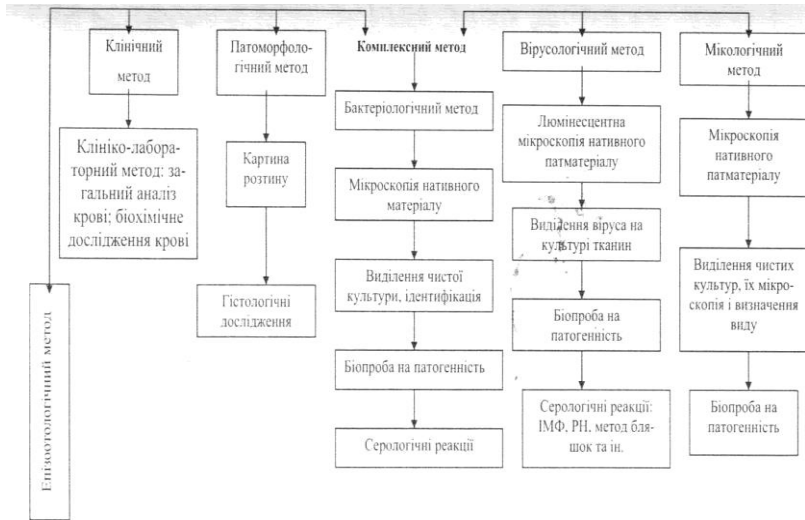 Клінічний
метод
Клініко-лабора-
торний метод: за-
гальний аналіз
крові; біохімічне
дослідження крові
Епізоотологічний метод
Патоморфоло-
гічний метод
Картина
розтину
Гістологічні
дослідження
Комплексний метод
Бактеріологічний метод
Мікроскопія нативного
матеріалу
Виділення чистої
культури, ідентифікація
Біопроба на патогенність
Серологічні реакції
Вірусологічний метод
Люмінесцентна
мікроскопія нативного
патматеріалу
Виділення віруса на
культурі тканин
Біопроба на
патогенність
Серологічні реакції:
ІМФ, РН, метод бля-
шок та ін.
Мікологічний
метод
Мікроскопія
нативного
патматеріалу
Виділення чистих
культур, їх мікро-
скопія і визначення
виду
Біопроба на
патогенність